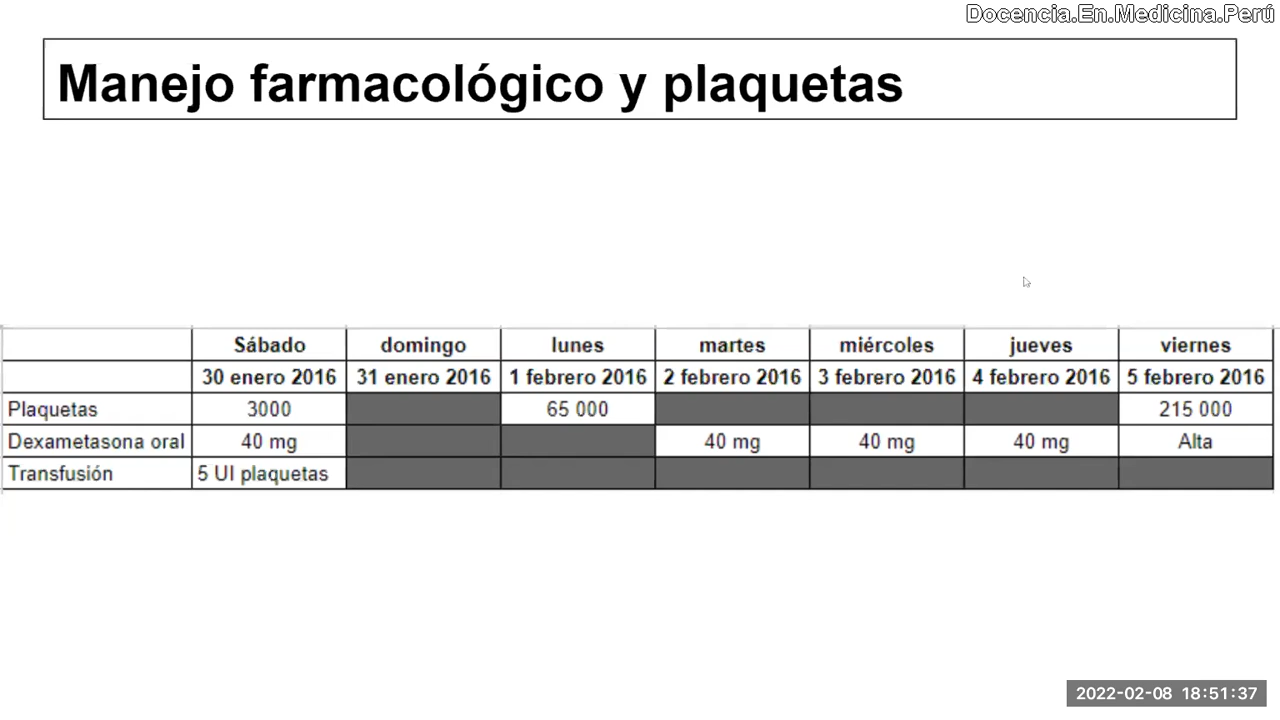 Docencia.En.Medicina.Perú
Manejo farmacológico y plaquetas
Sábado domingo lunes martes miércoles jueves viernes
30 enero 2016 31 enero 2016 1 febrero 2016 2 febrero 2016 3 febrero 2016 4 febrero 2016 5 febrero 2016
Plaquetas 3000 65 000 215 000
Dexametasona oral 40 mg 40 mg 40 mg 40 mg Alta
Transfusión 5 UI plaquetas
2022-02-08 18:51:37